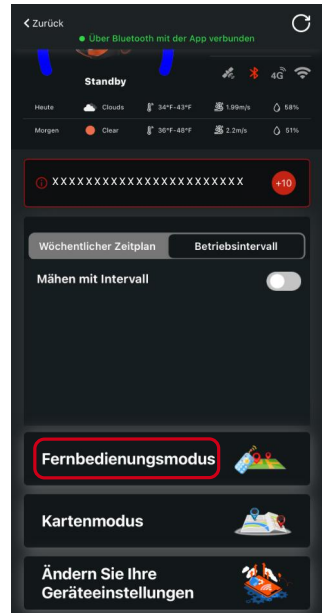 Zurück
Über Bluetooth mit der App verbunden
Standby
4G
Heute Clouds 34°F-43°F 1.99m/s 58%
Morgen Clear 36°F-48°F 2.2m/s 51%
XXXXXXXXXXXXXXXXXXXXXXX +10
Wöchentlicher Zeitplan Betriebsintervall
Mähen mit Intervall
Fernbedienungsmodus
Kartenmodus
Ändern Sie Ihre
Geräteeinstellungen